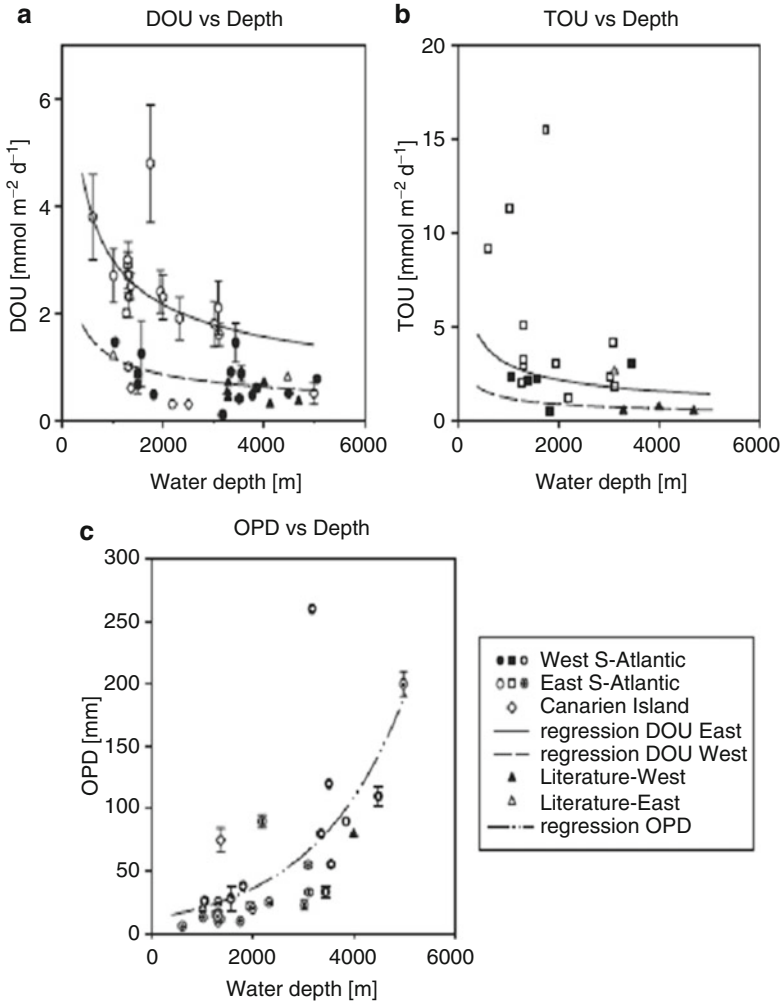 a
DOU vs Depth
6
4
2
0
DOU [mmol m⁻² d⁻¹]
0 2000 4000 6000
Water depth [m]
b
TOU vs Depth
20
15
10
5
0
TOU [mmol m⁻² d⁻¹]
0 2000 4000 6000
Water depth [m]
c
OPD vs Depth
300
250
200
150
100
50
0
OPD [mm]
0 2000 4000 6000
Water depth [m]
West S-Atlantic
East S-Atlantic
Canarien Island
regression DOU East
regression DOU West
Literature-West
Literature-East
regression OPD